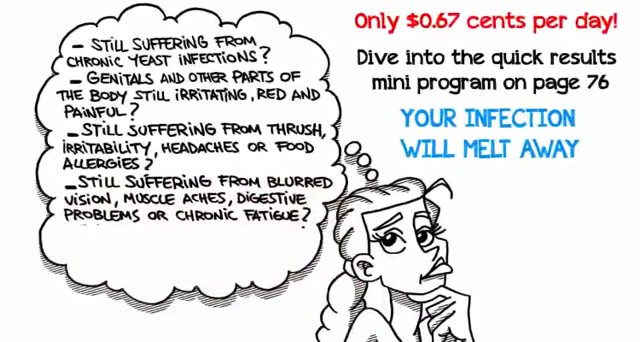 – STILL SUFFERING FROM
CHRONIC YEAST INFECTIONS?
– GENITALS AND OTHER PARTS OF
THE BODY STILL IRRITATING, RED AND
PAINFUL?
– STILL SUFFERING FROM THRUSH,
IRRITABILITY, HEADACHES OR FOOD
ALLERGIES?
– STILL SUFFERING FROM BLURRED
VISION, MUSCLE ACHES, DIGESTIVE
PROBLEMS OR CHRONIC FATIGUE?
Only $0.67 cents per day!
Dive into the quick results
mini program on page 76
YOUR INFECTION
WILL MELT AWAY